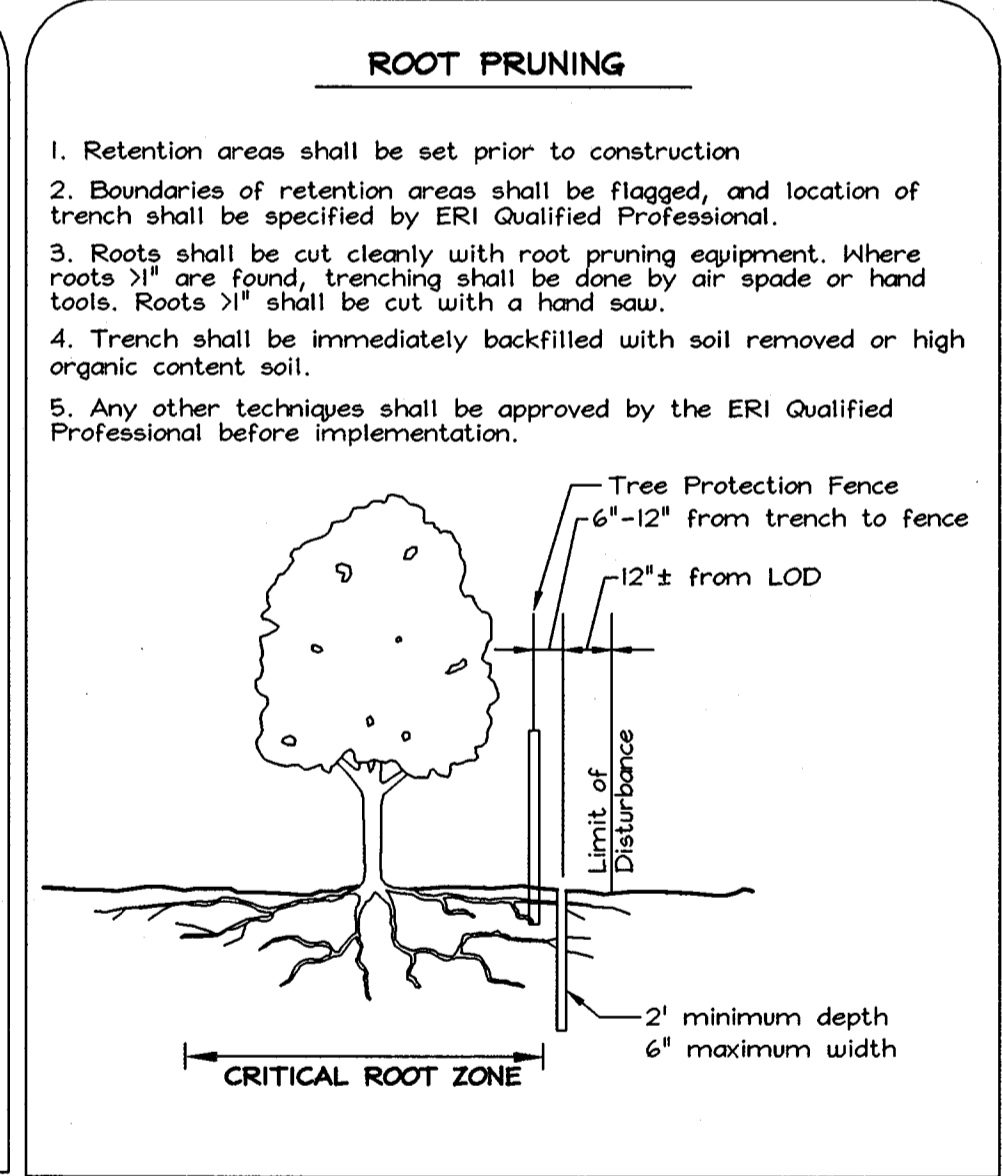 ROOT PRUNING
1. Retention areas shall be set prior to construction
2. Boundaries of retention areas shall be flagged, and location of
trench shall be specified by ERI Qualified Professional.
3. Roots shall be cut cleanly with root pruning equipment. Where
roots >1" are found, trenching shall be done by air spade or hand
tools. Roots >1" shall be cut with a hand saw.
4. Trench shall be immediately backfilled with soil removed or high
organic content soil.
5. Any other techniques shall be approved by the ERI Qualified
Professional before implementation.
Tree Protection Fence
6"-12" from trench to fence
12"± from LOD
Limit of
Disturbance
2' minimum depth
6" maximum width
CRITICAL ROOT ZONE